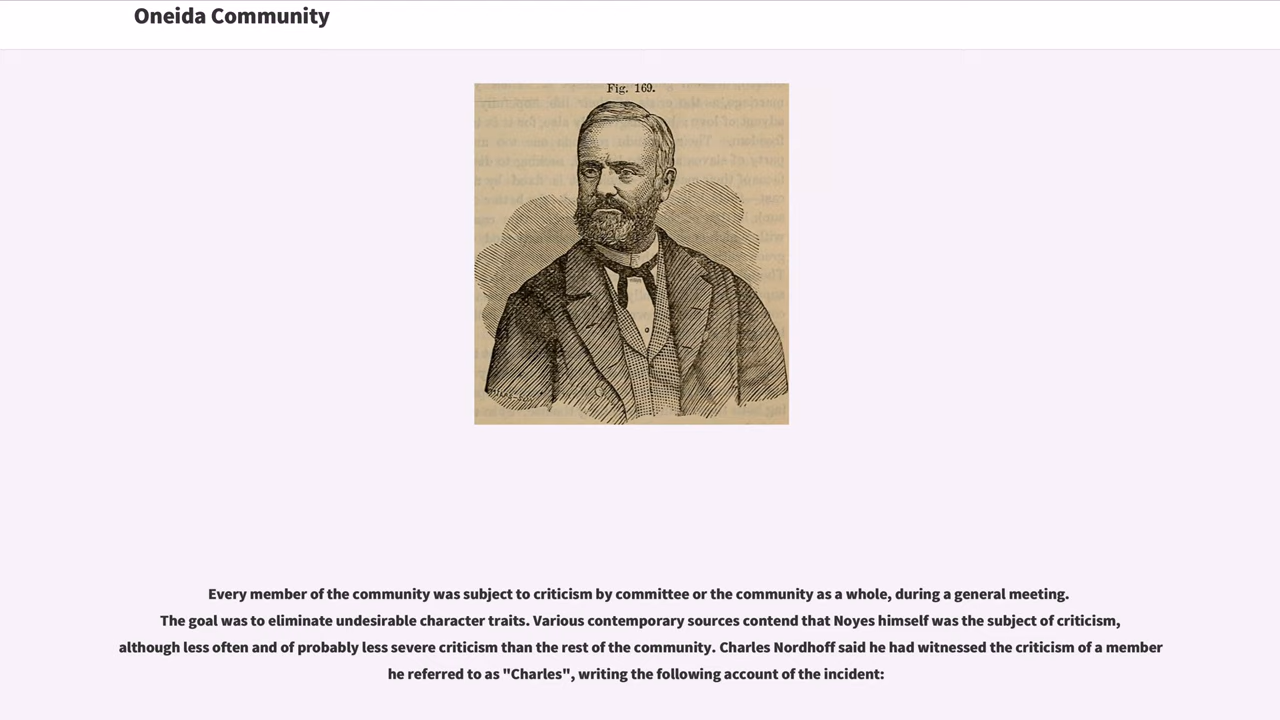 Oneida Community
Fig. 169.
Every member of the community was subject to criticism by committee or the community as a whole, during a general meeting.
The goal was to eliminate undesirable character traits. Various contemporary sources contend that Noyes himself was the subject of criticism,
although less often and of probably less severe criticism than the rest of the community. Charles Nordhoff said he had witnessed the criticism of a member
he referred to as "Charles", writing the following account of the incident: